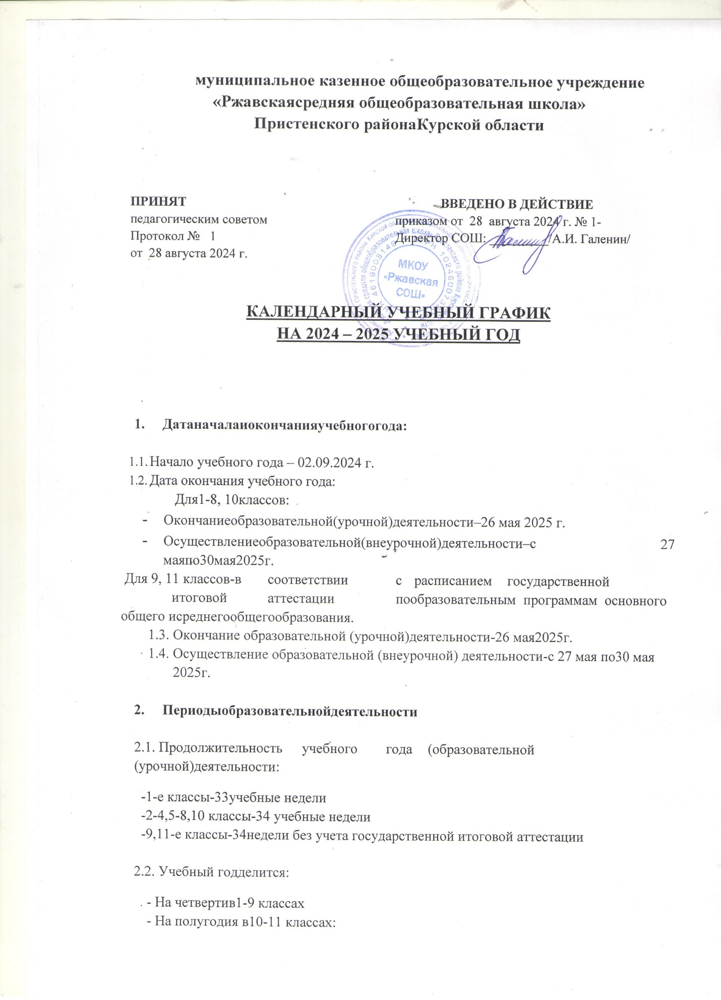 муниципальное казенное общеобразовательное учреждение
«Ржавскаясредняя общеобразовательная школа»
Пристенского районаКурской области
ПРИНЯТ
педагогическим советом
Протокол № 1
от 28 августа 2024 г.
ВВЕДЕНО В ДЕЙСТВИЕ
приказом от 28 августа 2024 г. № 1-
Директор СОШ: ________/А.И. Галенин/
МКОУ
«Ржавская
СОШ»
КАЛЕНДАРНЫЙ УЧЕБНЫЙ ГРАФИК
НА 2024 – 2025 УЧЕБНЫЙ ГОД
1. Датаначалаиокончанияучебногогода:
1.1. Начало учебного года – 02.09.2024 г.
1.2. Дата окончания учебного года:
Для1-8, 10классов:
- Окончаниеобразовательной(урочной)деятельности–26 мая 2025 г.
- Осуществлениеобразовательной(внеурочной)деятельности–с 27
маяпо30мая2025г.
Для 9, 11 классов-в соответствии с расписанием государственной
итоговой аттестации пообразовательным программам основного
общего исреднегообщегообразования.
1.3. Окончание образовательной (урочной)деятельности-26 мая2025г.
1.4. Осуществление образовательной (внеурочной) деятельности-с 27 мая по30 мая
2025г.
2. Периодыобразовательнойдеятельности
2.1. Продолжительность учебного года (образовательной
(урочной)деятельности:
-1-е классы-33учебные недели
-2-4,5-8,10 классы-34 учебные недели
-9,11-е классы-34недели без учета государственной итоговой аттестации
2.2. Учебный годделится:
- На четвертив1-9 классах
- На полугодия в10-11 классах: